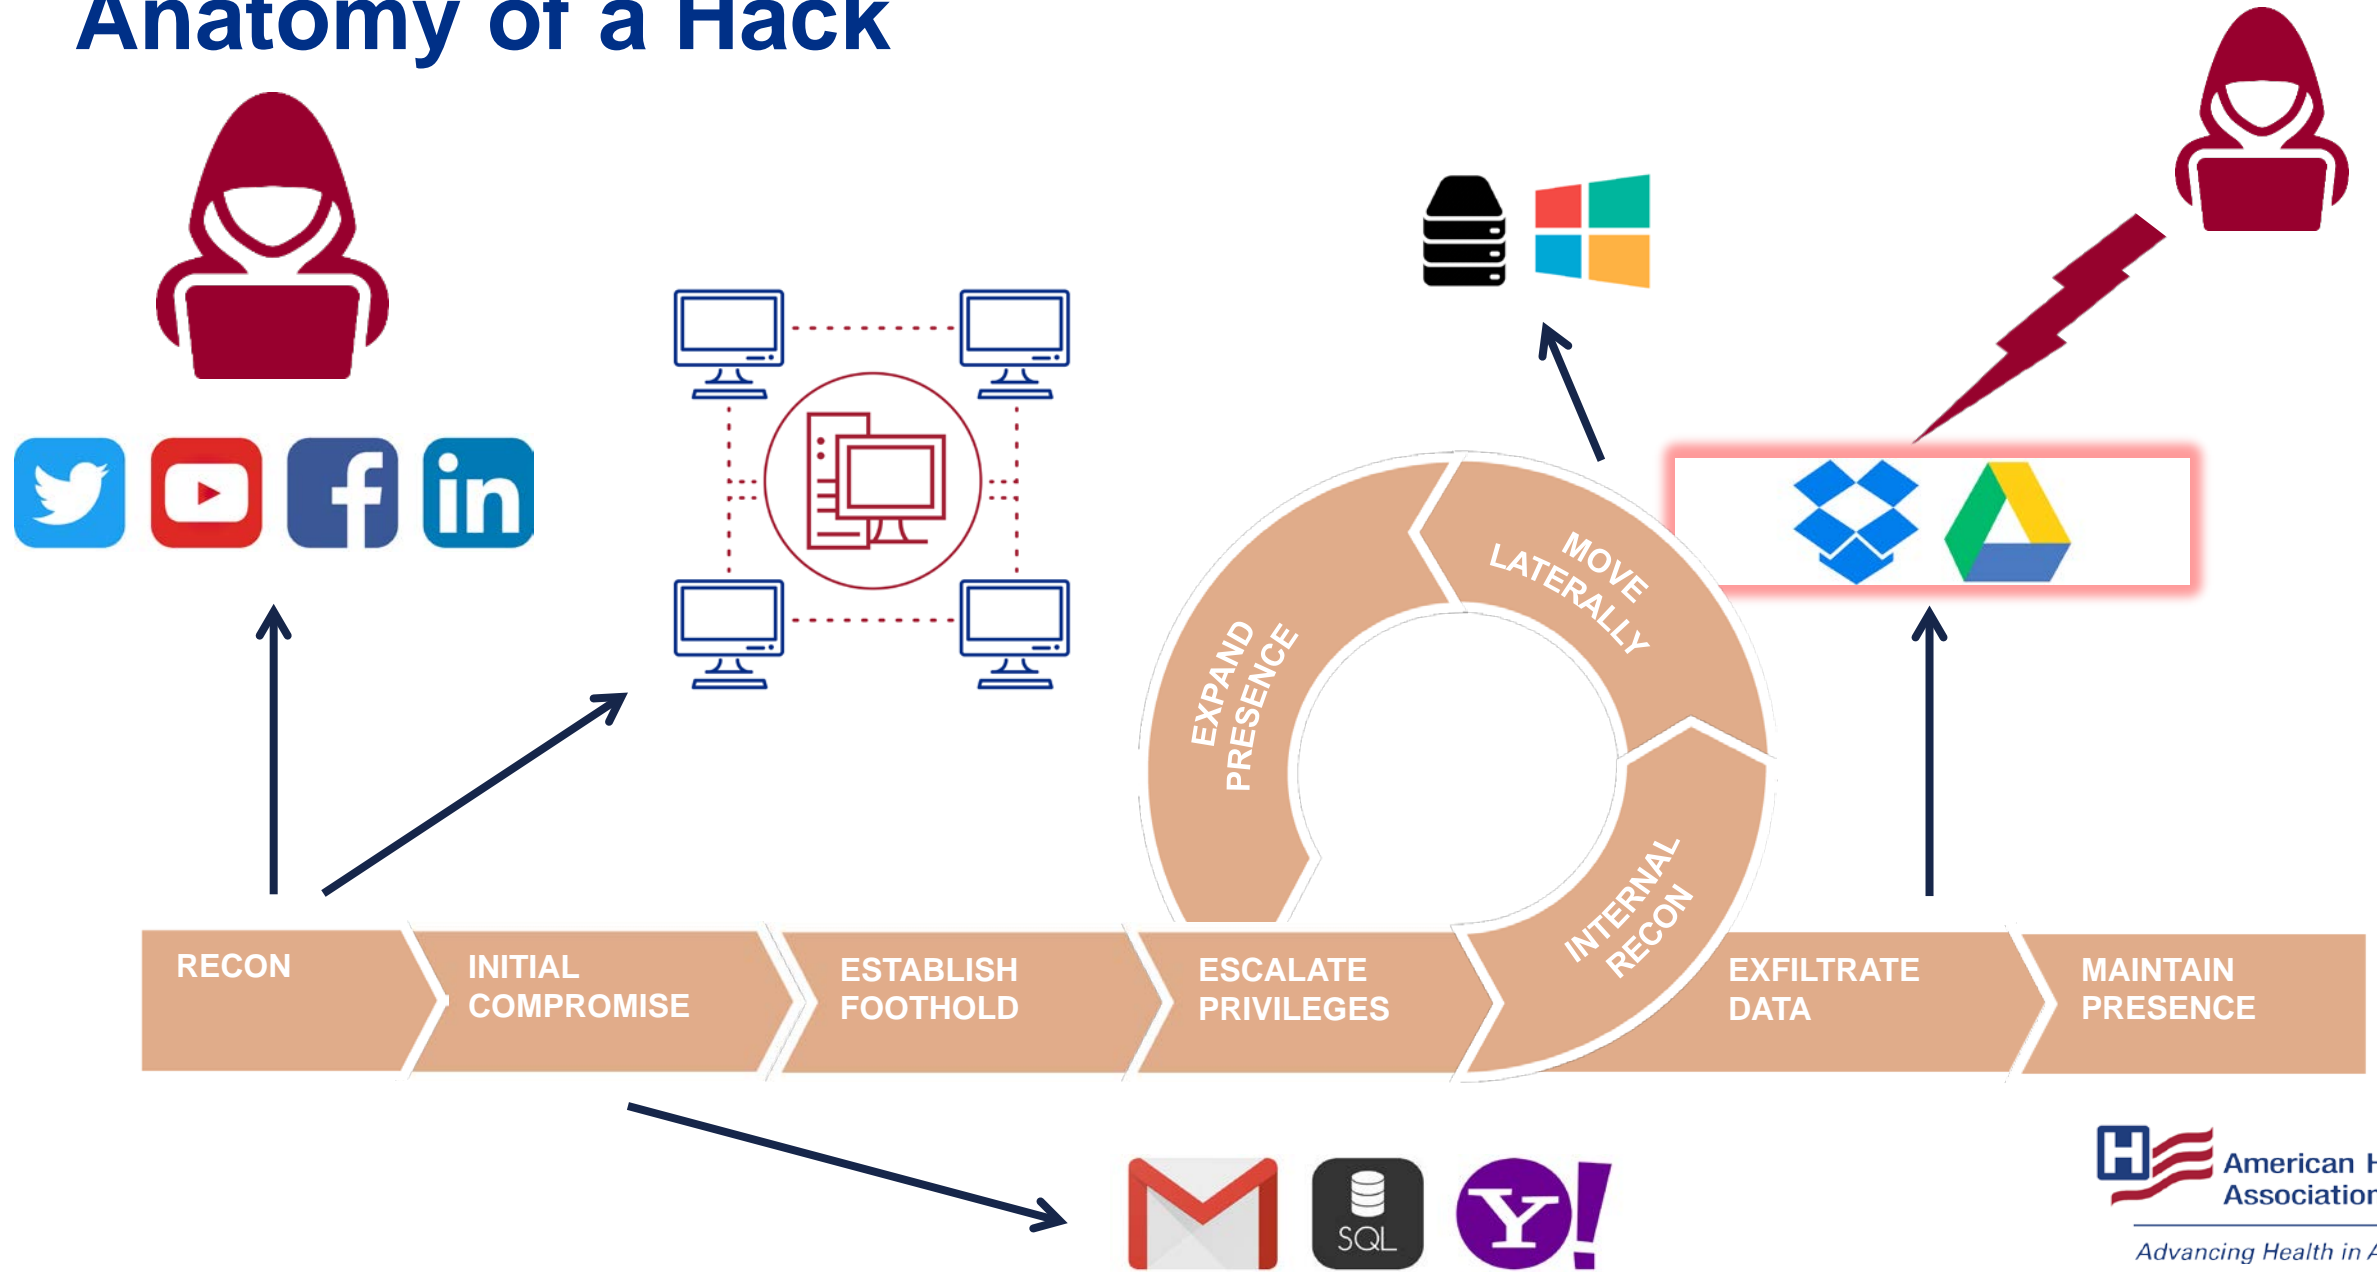 Anatomy of a Hack
in
MOVE
LATERALLY
EXPAND
PRESENCE
INTERNAL
RECON
RECON
INITIAL
COMPROMISE
ESTABLISH
FOOTHOLD
ESCALATE
PRIVILEGES
EXFILTRATE
DATA
MAINTAIN
PRESENCE
SQL
Y!
H
American H
Association
Advancing Health in A